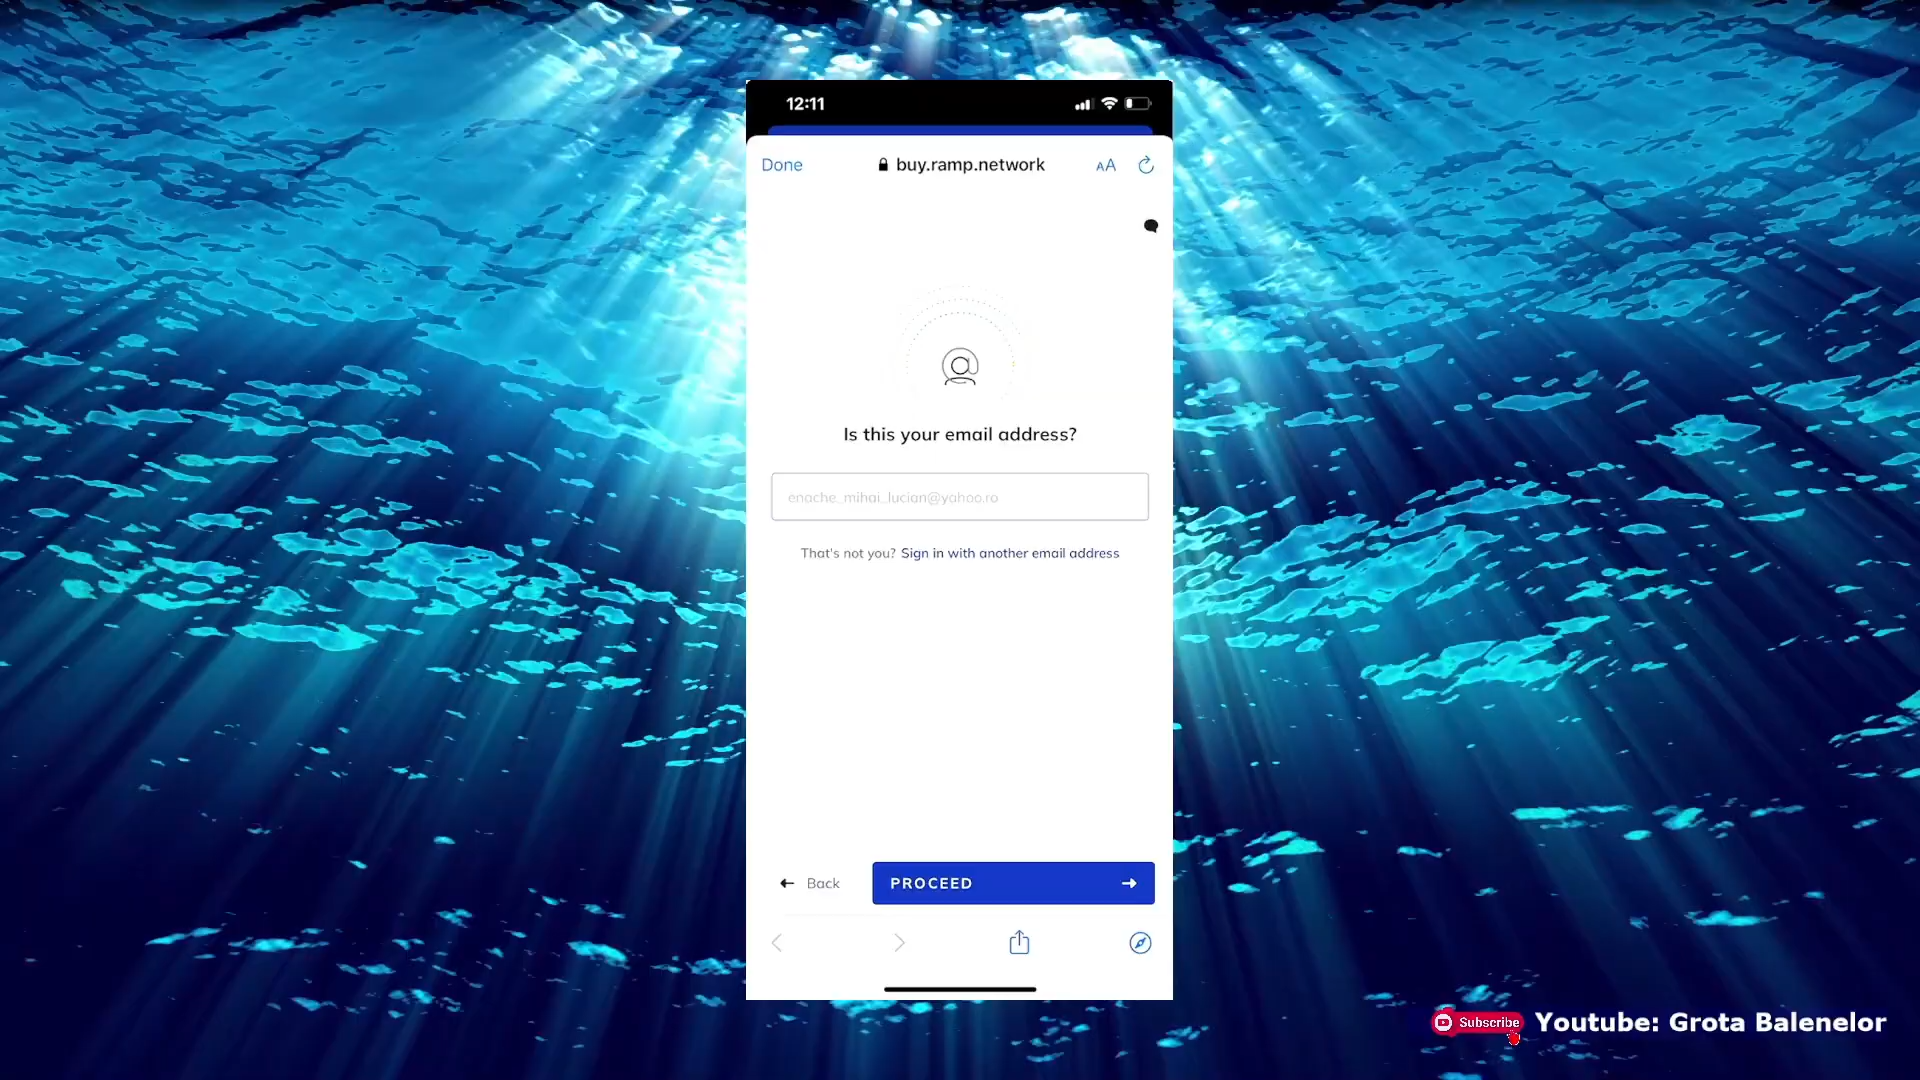 12:11
Done
buy.ramp.network
AA
Is this your email address?
enache_mihai_lucian@yahoo.ro
That's not you? Sign in with another email address
Back
PROCEED
Subscribe
Youtube: Grota Balenelor